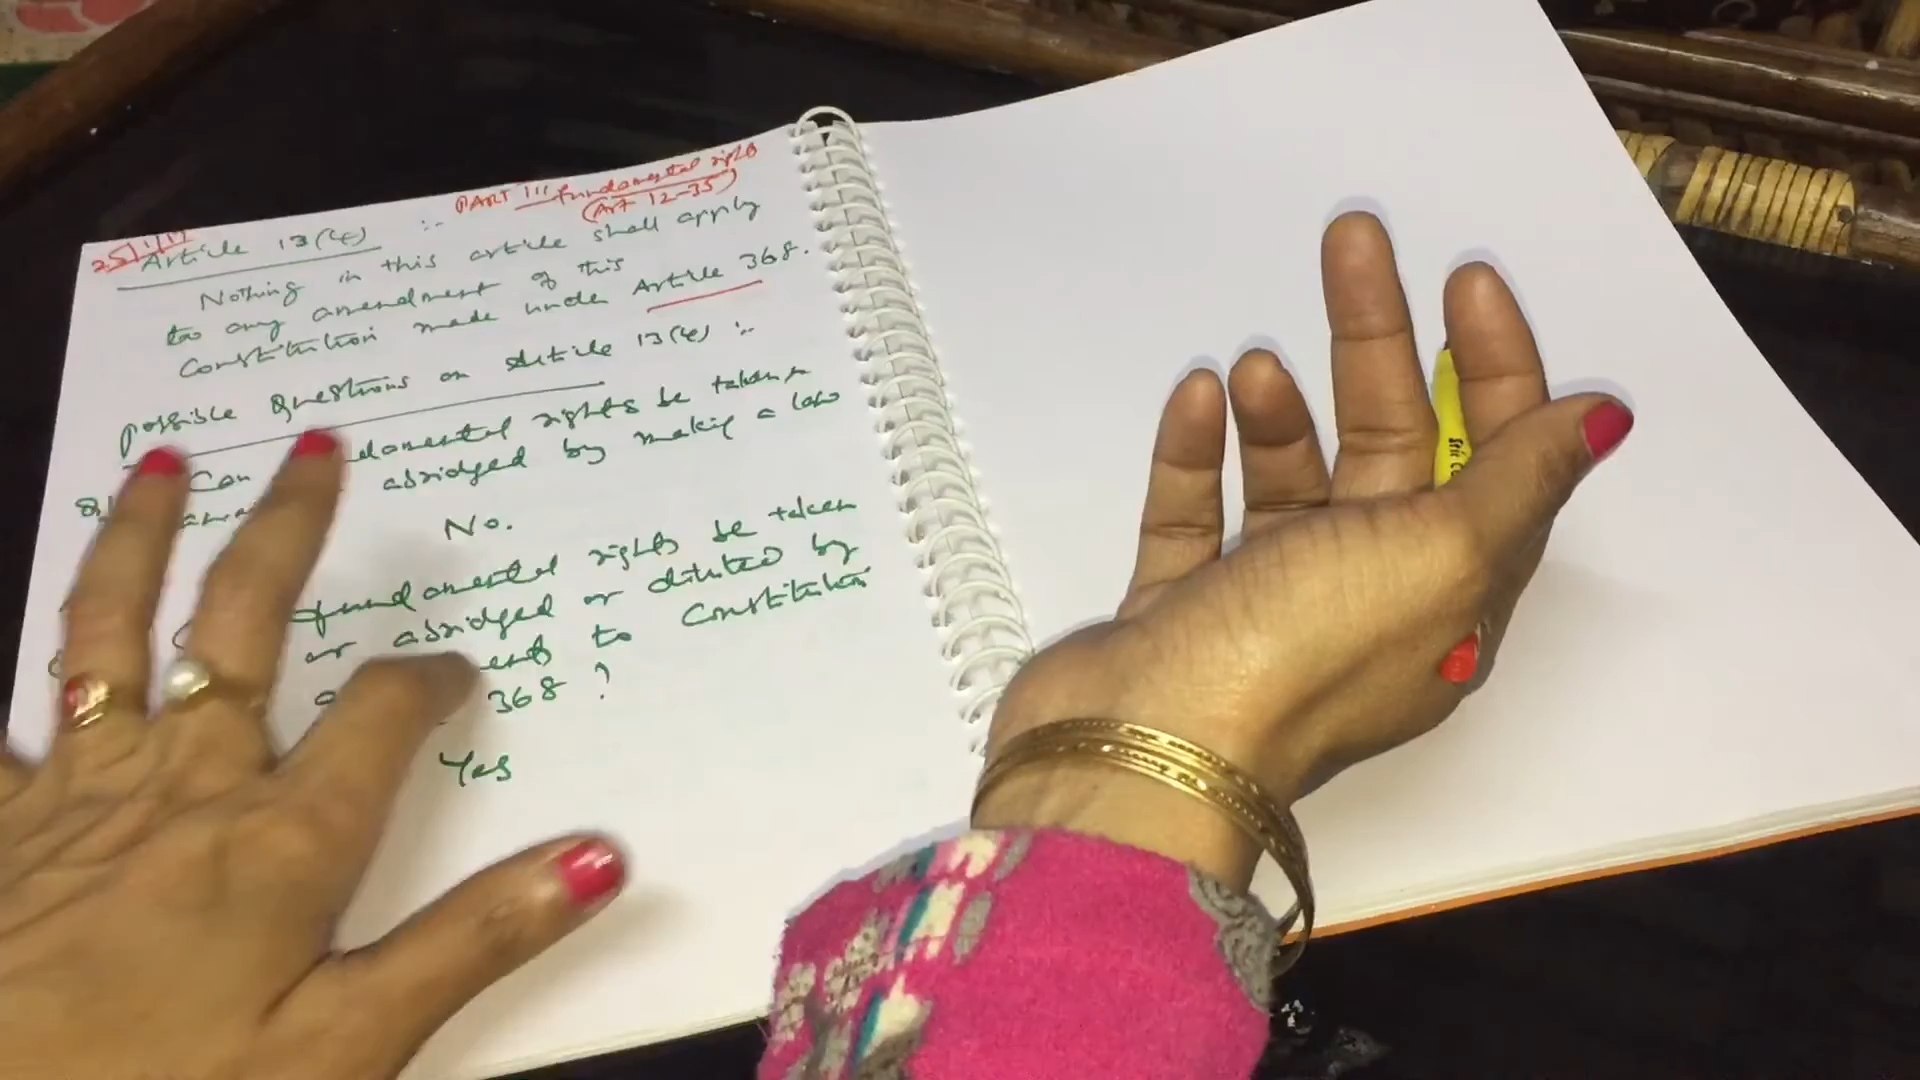 PART III fundamental rights
(Art 12-35)
25/1/17
Article 13(4) :-
Nothing in this article shall apply
to any amendment of this
Constitution made under Article 368.
possible Questions on Article 13(4) :-
Can fundamental rights be taken
abridged by making a law
No.
fundamental rights be taken
or abridged or diluted by
to Constitution
368 ?
Yes